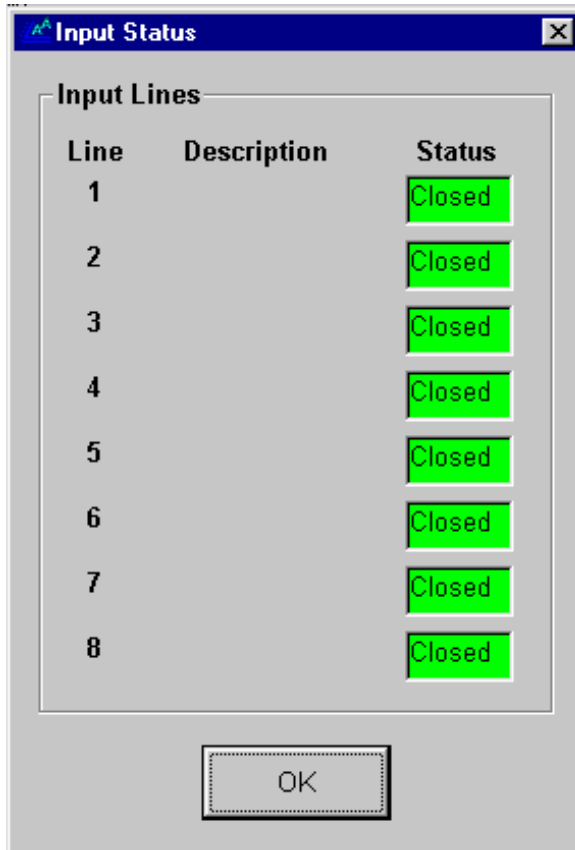 Input Status
Input Lines
Line Description Status
1 Closed
2 Closed
3 Closed
4 Closed
5 Closed
6 Closed
7 Closed
8 Closed
OK